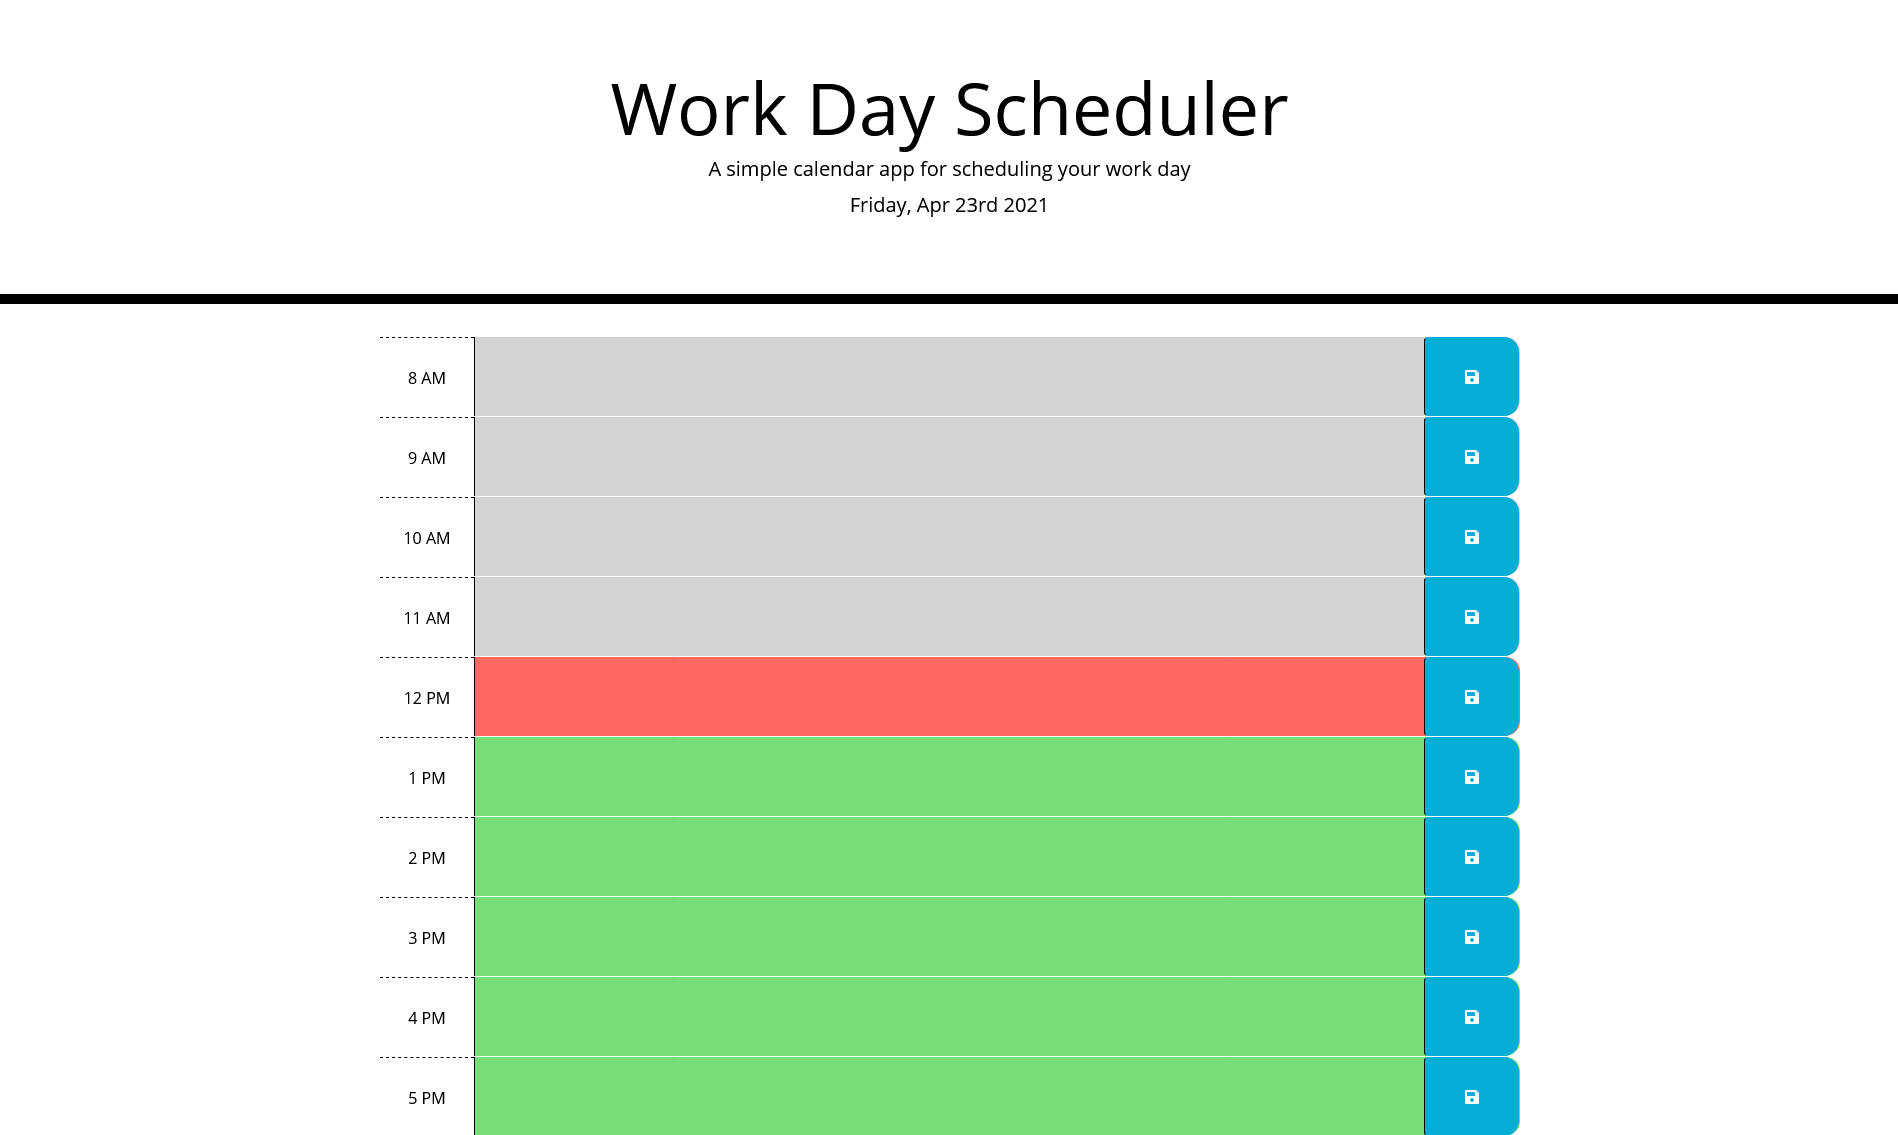 Work Day Scheduler
A simple calendar app for scheduling your work day
Friday, Apr 23rd 2021
8 AM
9 AM
10 AM
11 AM
12 PM
1 PM
2 PM
3 PM
4 PM
5 PM